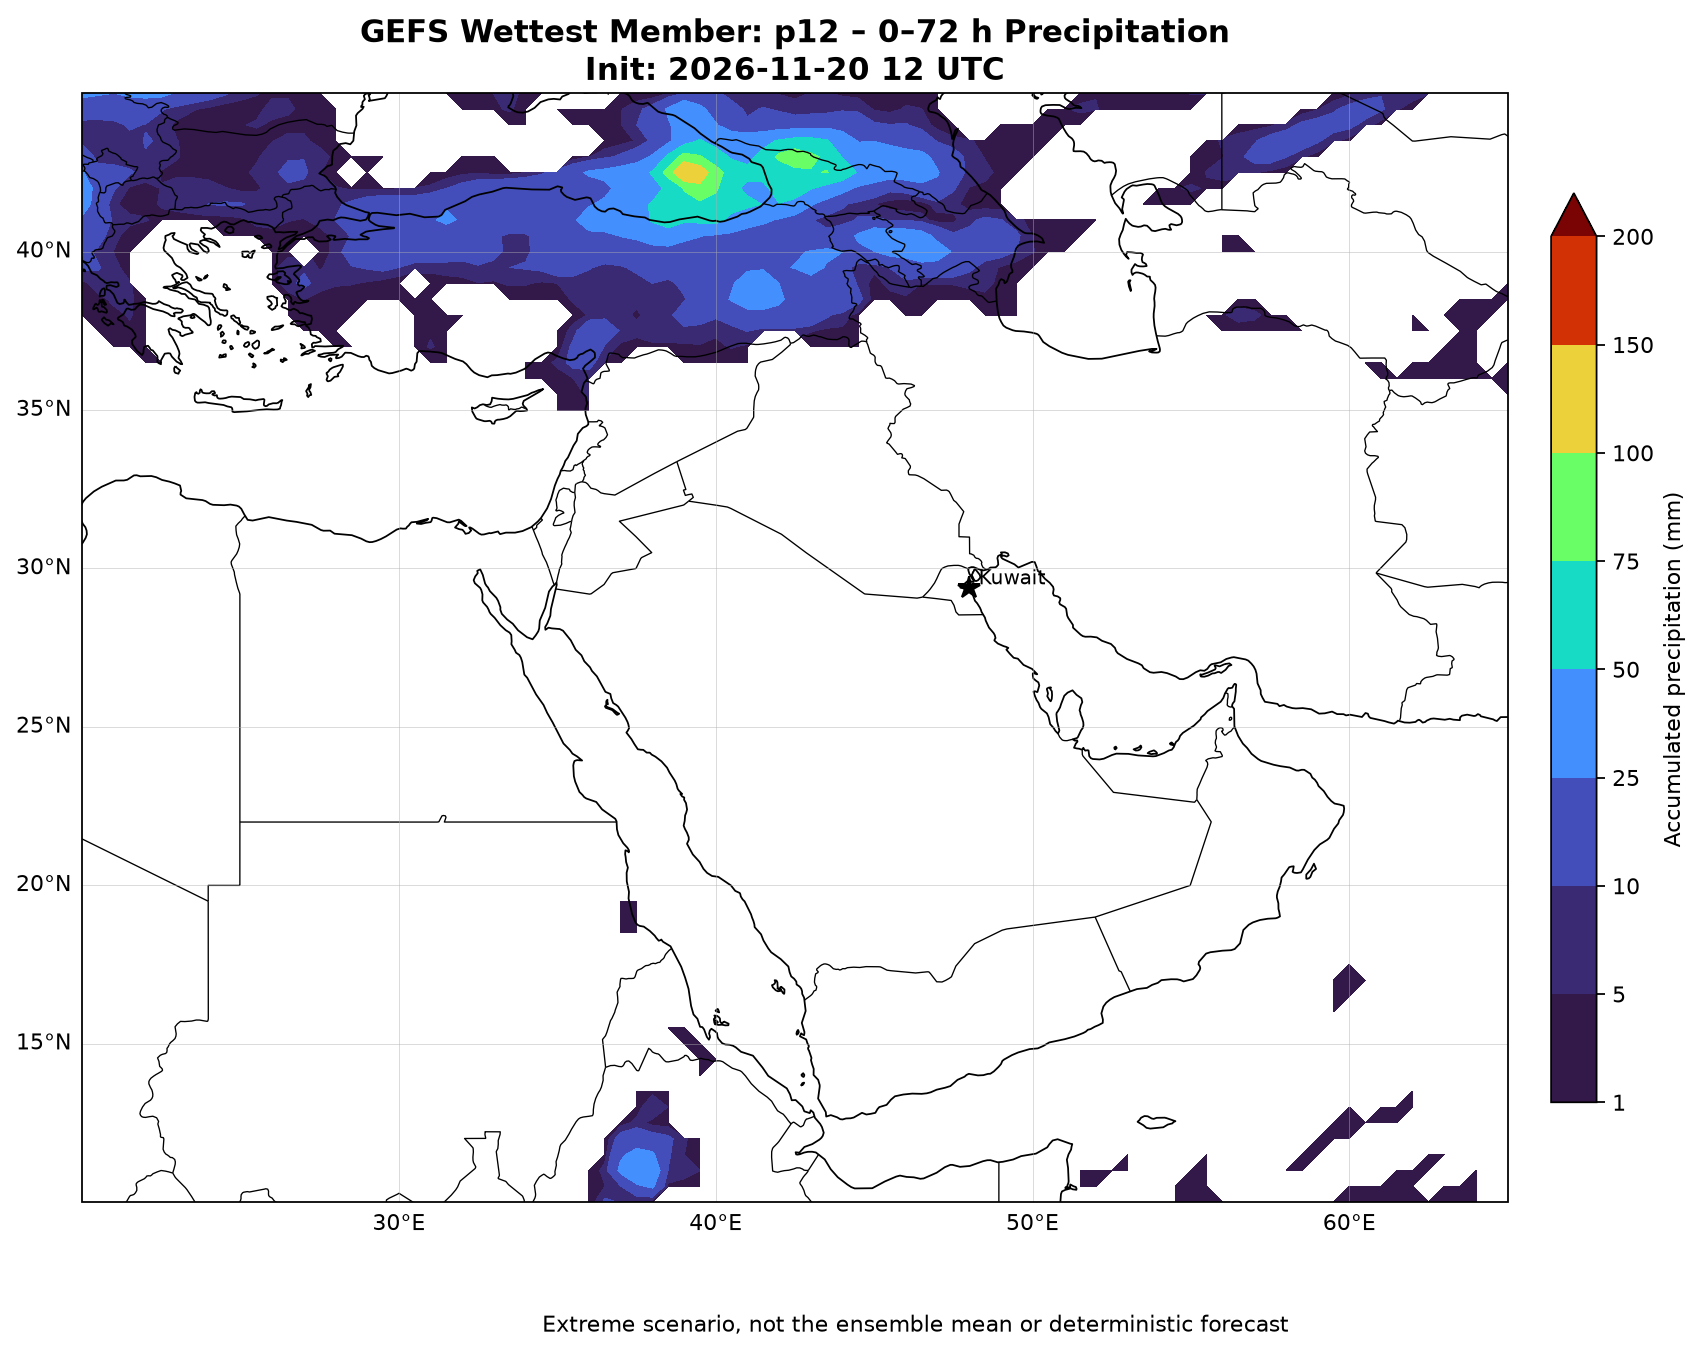 GEFS Wettest Member: p12 – 0–72 h Precipitation
Init: 2026-11-20 12 UTC
40°N
35°N
30°N
25°N
20°N
15°N
30°E
40°E
50°E
60°E
Kuwait
200
150
100
75
50
25
10
5
1
Accumulated precipitation (mm)
Extreme scenario, not the ensemble mean or deterministic forecast